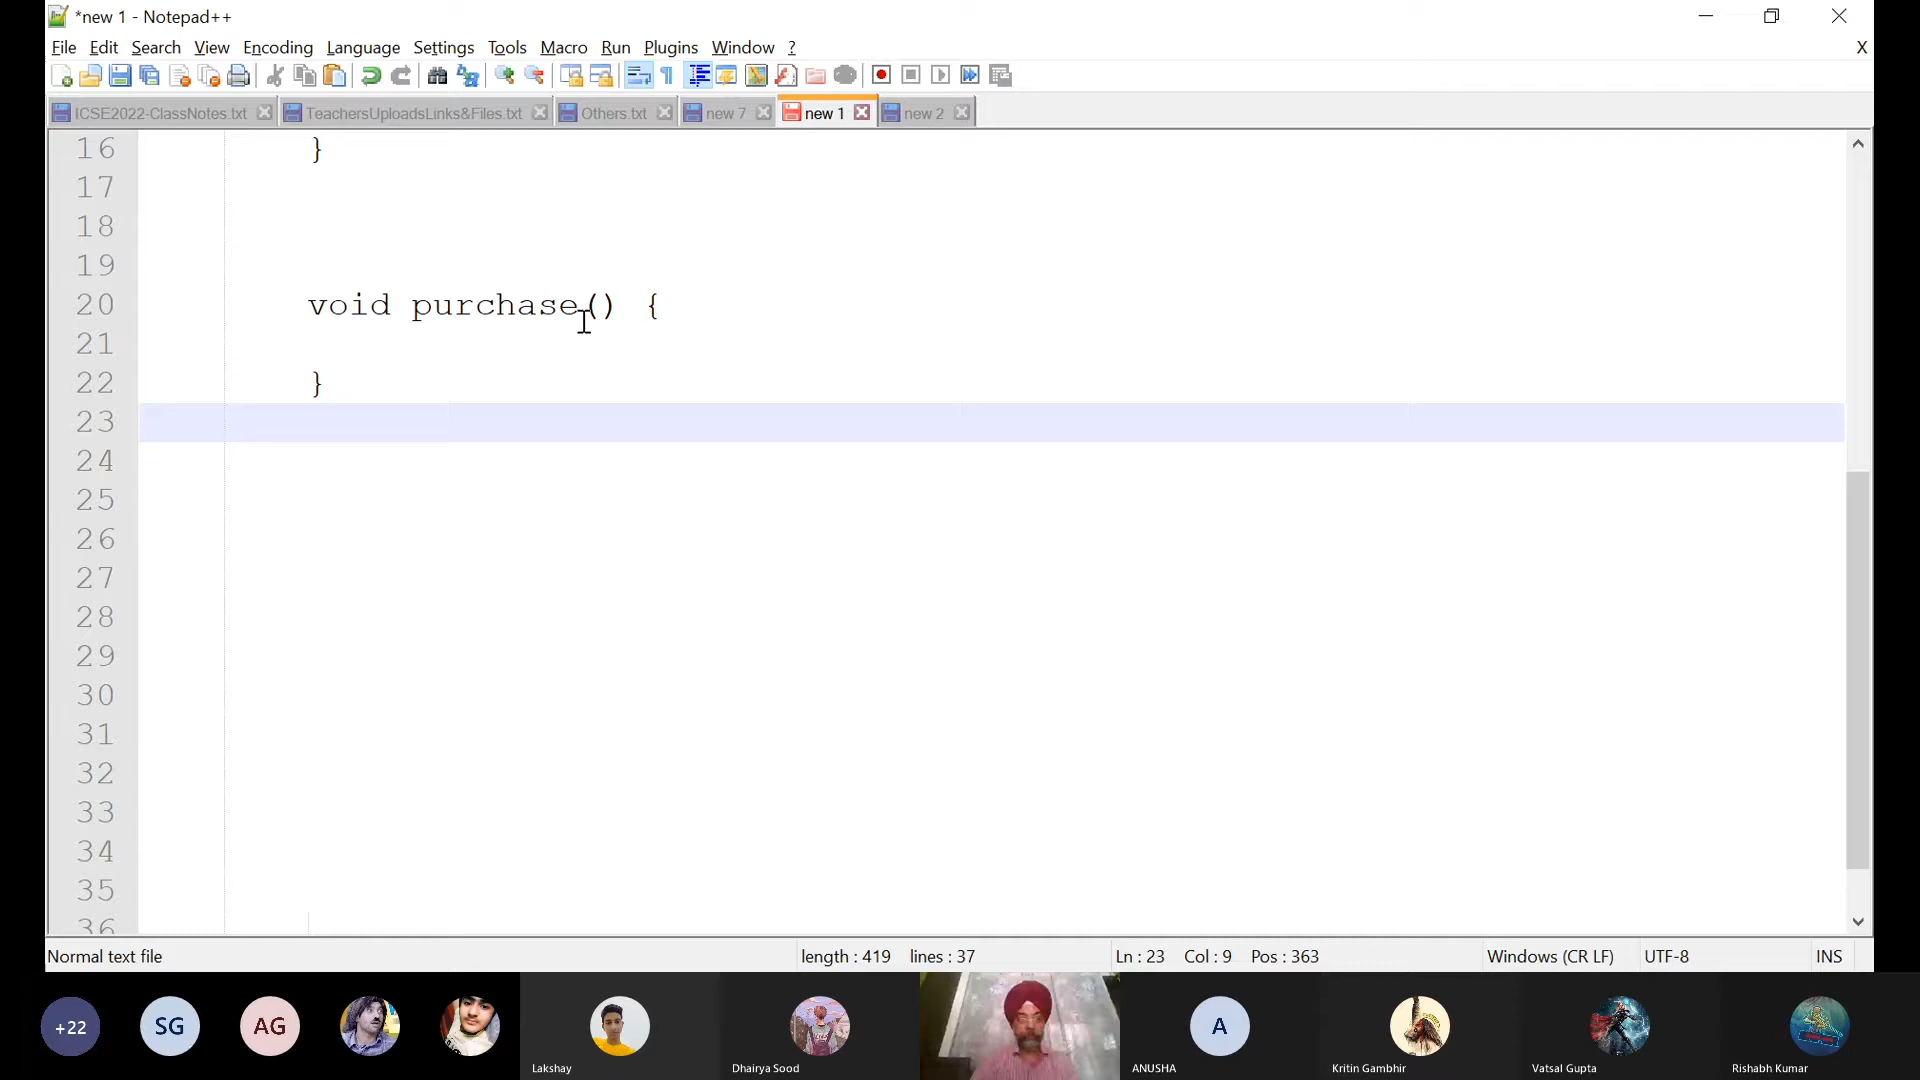 *new 1 - Notepad++
File Edit Search View Encoding Language Settings Tools Macro Run Plugins Window ? X
ICSE2022-ClassNotes.txt TeachersUploadsLinks&Files.txt Others.txt new 7 new 1 new 2
16 }
17
18
19
20 void purchase() {
21
22 }
23
24
25
26
27
28
29
30
31
32
33
34
35
36
Normal text file length : 419 lines : 37 Ln : 23 Col : 9 Pos : 363 Windows (CR LF) UTF-8 INS
+22 SG AG A
Lakshay Dhairya Sood ANUSHA Kritin Gambhir Vatsal Gupta Rishabh Kumar